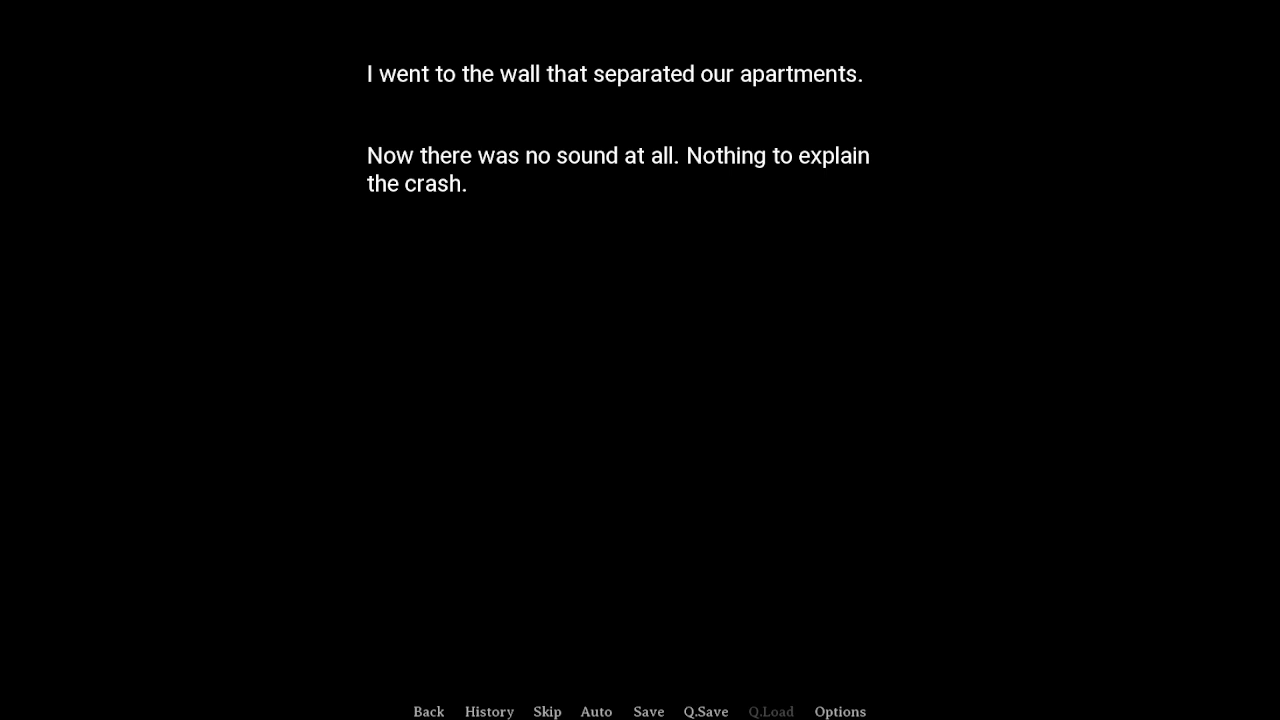 I went to the wall that separated our apartments.
Now there was no sound at all. Nothing to explain
the crash.
Back History Skip Auto Save Q.Save Q.Load Options